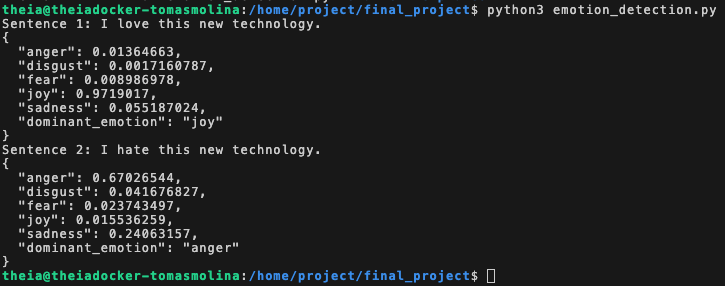 theia@theiadocker-tomasmolina:/home/project/final_project$ python3 emotion_detection.py
Sentence 1: I love this new technology.
{
  "anger": 0.01364663,
  "disgust": 0.0017160787,
  "fear": 0.008986978,
  "joy": 0.9719017,
  "sadness": 0.055187024,
  "dominant_emotion": "joy"
}
Sentence 2: I hate this new technology.
{
  "anger": 0.67026544,
  "disgust": 0.041676827,
  "fear": 0.023743497,
  "joy": 0.015536259,
  "sadness": 0.24063157,
  "dominant_emotion": "anger"
}
theia@theiadocker-tomasmolina:/home/project/final_project$